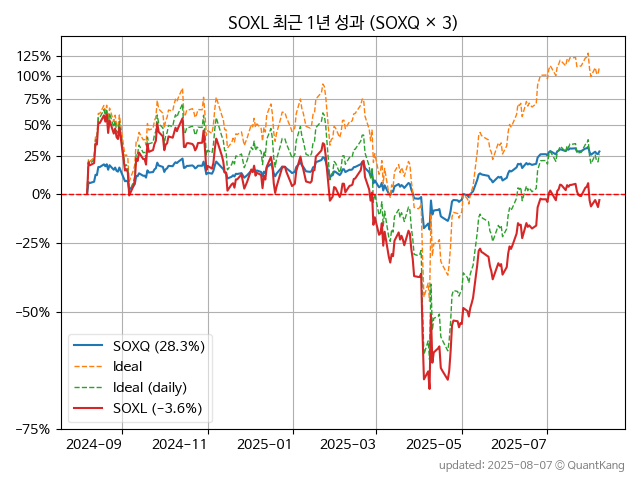 SOXL 최근 1년 성과 (SOXQ × 3)
125%
100%
75%
50%
25%
0%
−25%
−50%
−75%
SOXQ (28.3%)
Ideal
Ideal (daily)
SOXL (−3.6%)
2024-09 2024-11 2025-01 2025-03 2025-05 2025-07
updated: 2025-08-07 © QuantKang